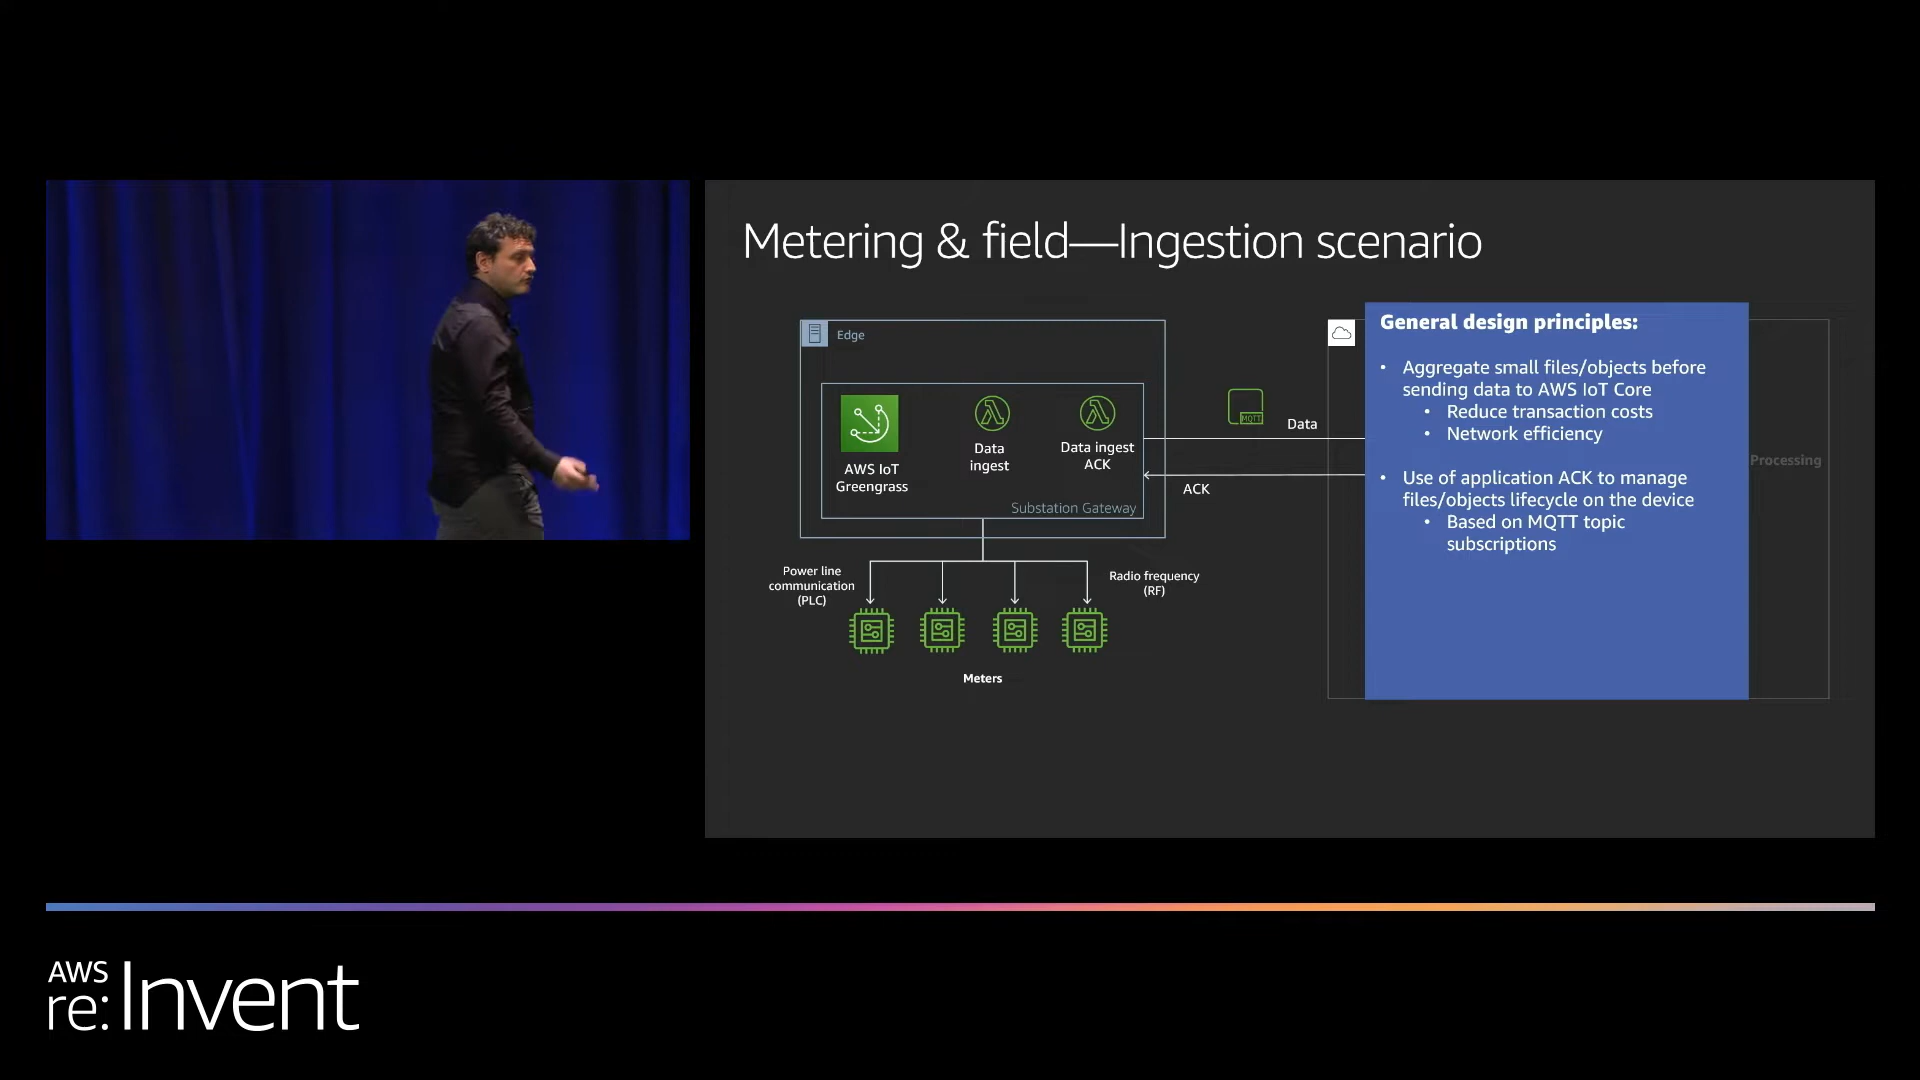 Metering & field—Ingestion scenario
Edge
AWS IoT
Greengrass
Data
ingest
Data ingest
ACK
Substation Gateway
MQTT
Data
ACK
Power line
communication
(PLC)
Radio frequency
(RF)
Meters
General design principles:
• Aggregate small files/objects before
sending data to AWS IoT Core
• Reduce transaction costs
• Network efficiency
• Use of application ACK to manage
files/objects lifecycle on the device
• Based on MQTT topic
subscriptions
Processing
AWS
re:Invent